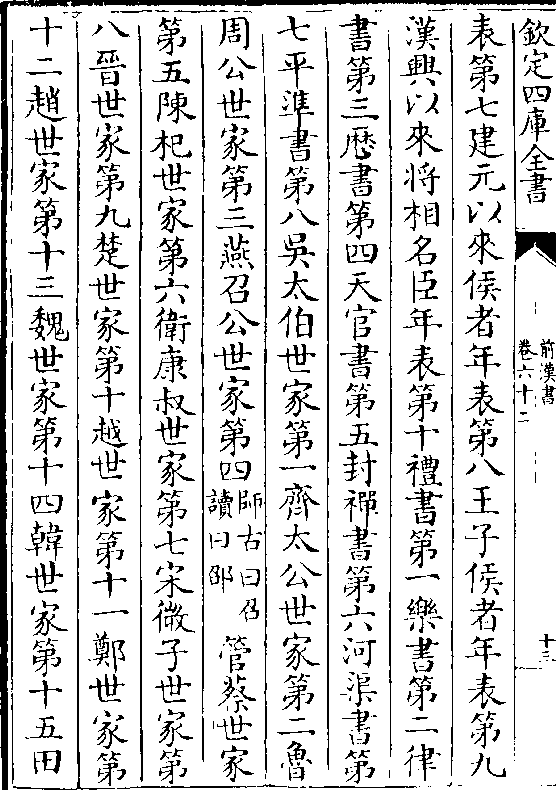 欽定四庫全書
前漢書
卷六十二
十三
表第七建元以來侯者年表第八王子侯者年表第九
漢興以來将相名臣年表第十禮書第一樂書第二律
書第三歴書第四天官書第五封禪書第六河渠書第
七平準書第八吳太伯世家第一齊太公世家第二魯
周公世家第三燕召公世家第四師古曰召讀曰邵管蔡世家
第五陳杞世家第六衛康叔世家第七宋微子世家第
八晉世家第九楚世家第十越世家第十一鄭世家第
十二趙世家第十三魏世家第十四韓世家第十五田